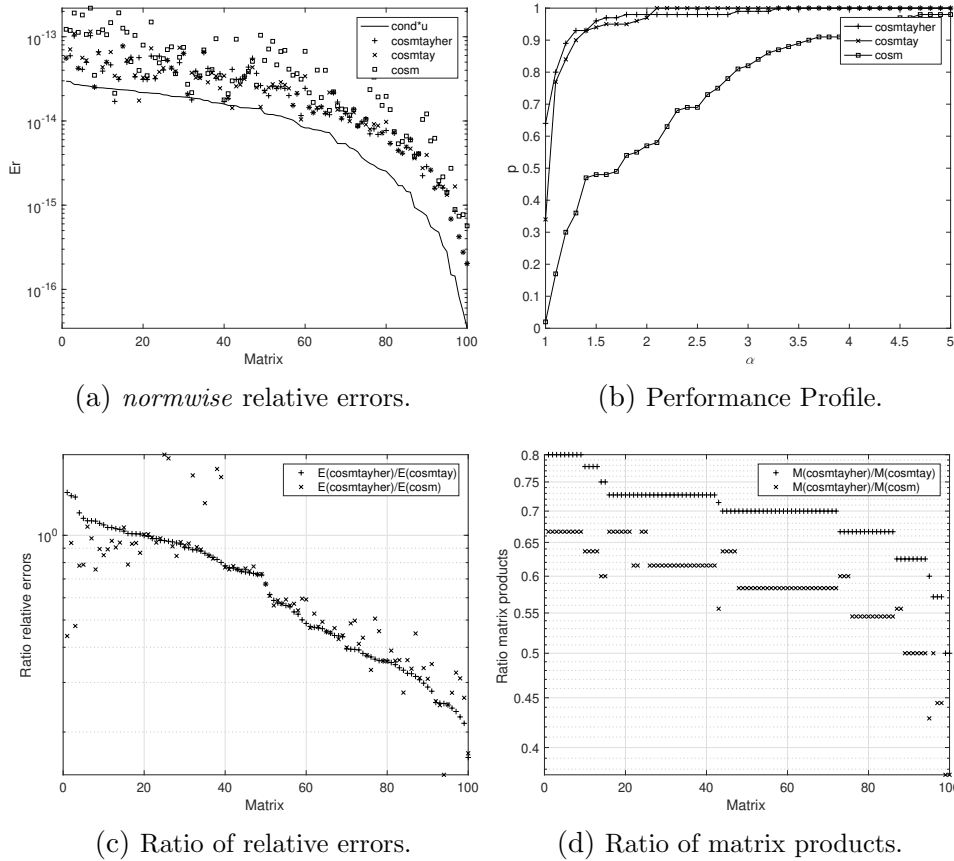 10^-13
10^-14
10^-15
10^-16
Er
0 20 40 60 80 100
Matrix
cond*u
cosmtayher
cosmtay
cosm
(a) normwise relative errors.
1
0.9
0.8
0.7
0.6
0.5
0.4
0.3
0.2
0.1
0
p
1 1.5 2 2.5 3 3.5 4 4.5 5
α
cosmtayher
cosmtay
cosm
(b) Performance Profile.
10^0
Ratio relative errors
0 20 40 60 80 100
Matrix
E(cosmtayher)/E(cosmtay)
E(cosmtayher)/E(cosm)
(c) Ratio of relative errors.
0.8
0.7
0.65
0.6
0.55
0.5
0.45
0.4
Ratio matrix products
0 20 40 60 80 100
Matrix
M(cosmtayher)/M(cosmtay)
M(cosmtayher)/M(cosm)
(d) Ratio of matrix products.